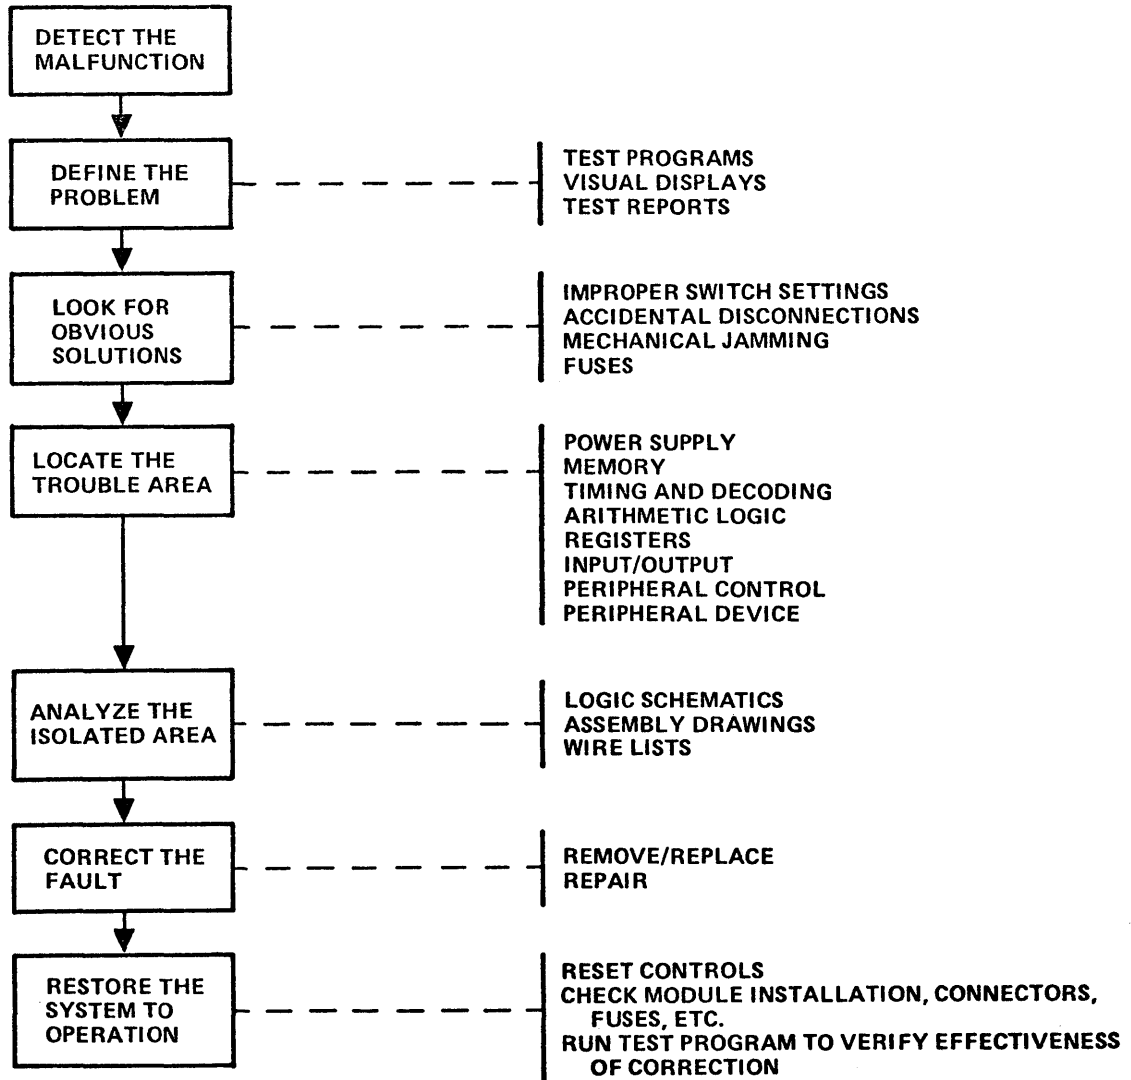 DETECT THE
MALFUNCTION
DEFINE THE
PROBLEM
TEST PROGRAMS
VISUAL DISPLAYS
TEST REPORTS
LOOK FOR
OBVIOUS
SOLUTIONS
IMPROPER SWITCH SETTINGS
ACCIDENTAL DISCONNECTIONS
MECHANICAL JAMMING
FUSES
LOCATE THE
TROUBLE AREA
POWER SUPPLY
MEMORY
TIMING AND DECODING
ARITHMETIC LOGIC
REGISTERS
INPUT/OUTPUT
PERIPHERAL CONTROL
PERIPHERAL DEVICE
ANALYZE THE
ISOLATED AREA
LOGIC SCHEMATICS
ASSEMBLY DRAWINGS
WIRE LISTS
CORRECT THE
FAULT
REMOVE/REPLACE
REPAIR
RESTORE THE
SYSTEM TO
OPERATION
RESET CONTROLS
CHECK MODULE INSTALLATION, CONNECTORS,
FUSES, ETC.
RUN TEST PROGRAM TO VERIFY EFFECTIVENESS
OF CORRECTION